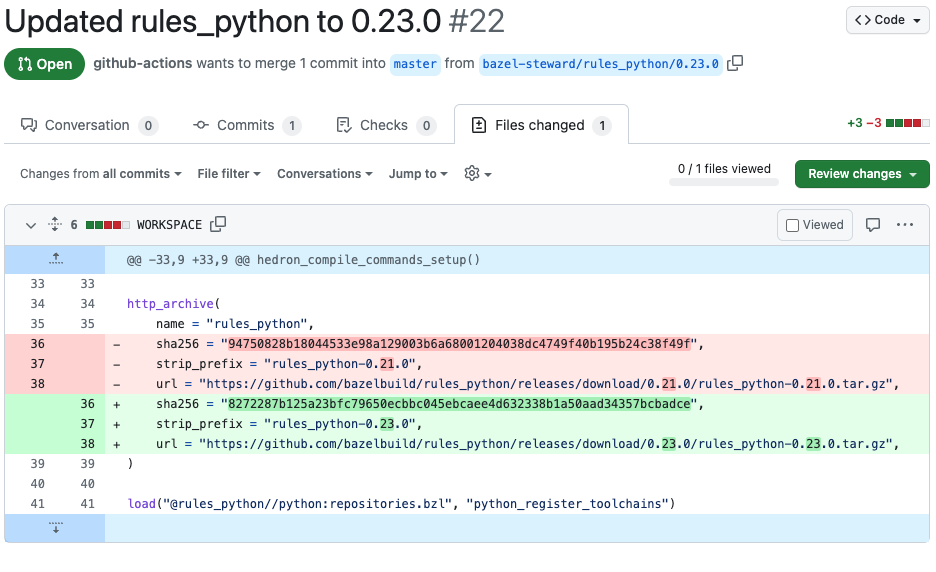 Updated rules_python to 0.23.0 #22
<> Code
Open github-actions wants to merge 1 commit into master from bazel-steward/rules_python/0.23.0
Conversation 0 Commits 1 Checks 0 Files changed 1 +3 −3
Changes from all commits File filter Conversations Jump to 0 / 1 files viewed Review changes
6 WORKSPACE Viewed
@@ -33,9 +33,9 @@ hedron_compile_commands_setup()
33 33
34 34 http_archive(
35 35 name = "rules_python",
36 - sha256 = "94750828b18044533e98a129003b6a68001204038dc4749f40b195b24c38f49f",
37 - strip_prefix = "rules_python-0.21.0",
38 - url = "https://github.com/bazelbuild/rules_python/releases/download/0.21.0/rules_python-0.21.0.tar.gz",
36 + sha256 = "8272287b125a23bfc79650ecbbc045ebcaee4d632338b1a50aad34357bcbadce",
37 + strip_prefix = "rules_python-0.23.0",
38 + url = "https://github.com/bazelbuild/rules_python/releases/download/0.23.0/rules_python-0.23.0.tar.gz",
39 39 )
40 40
41 41 load("@rules_python//python:repositories.bzl", "python_register_toolchains")